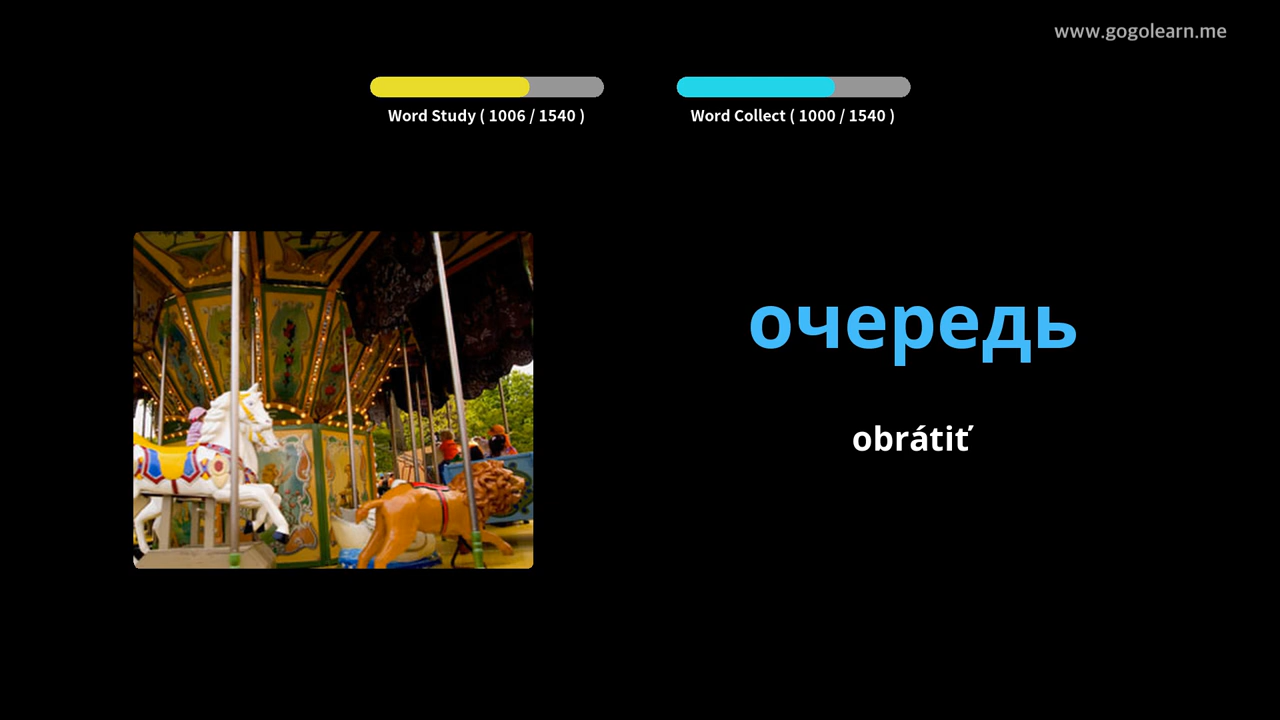 www.gogolearn.me
Word Study ( 1006 / 1540 )
Word Collect ( 1000 / 1540 )
очередь
obrátiť